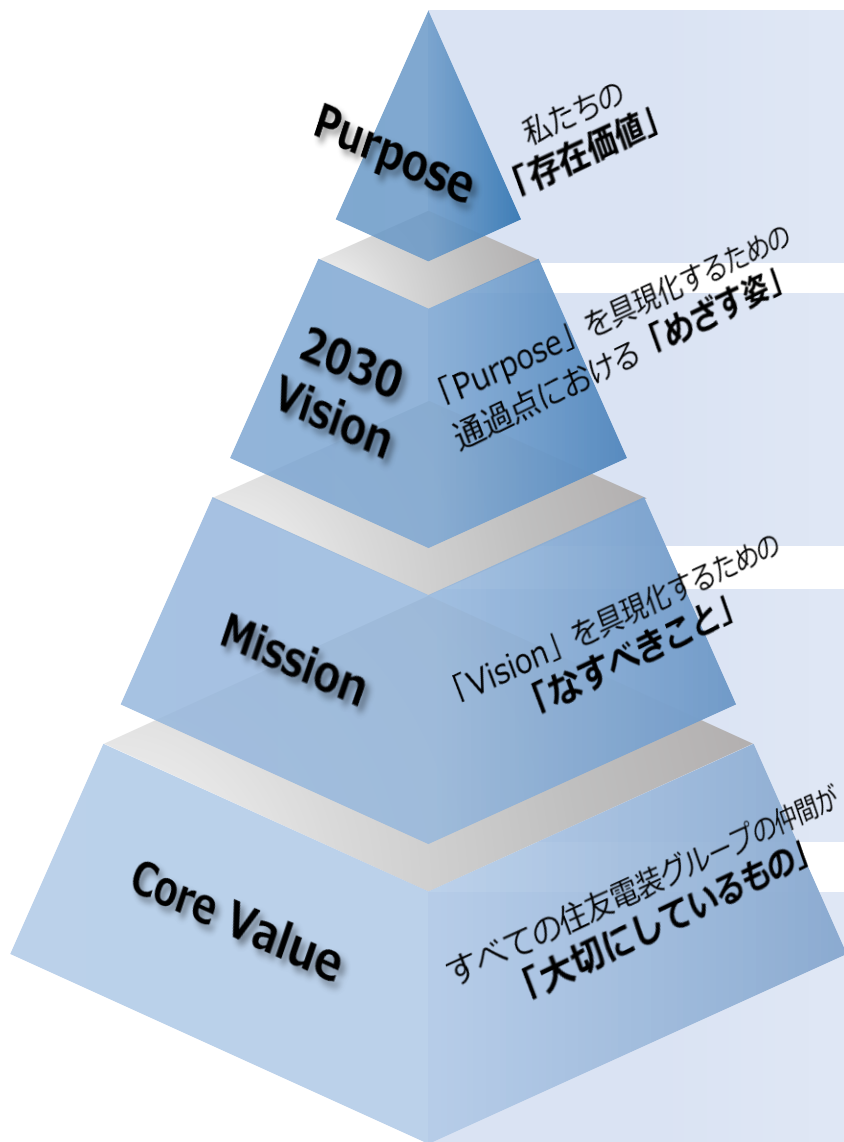 Purpose
私たちの
「存在価値」
2030
Vision
「Purpose」を具現化するための
通過点における「めざす姿」
Mission
「Vision」を具現化するための
「なすべきこと」
Core Value
すべての住友電装グループの仲間が
「大切にしているもの」